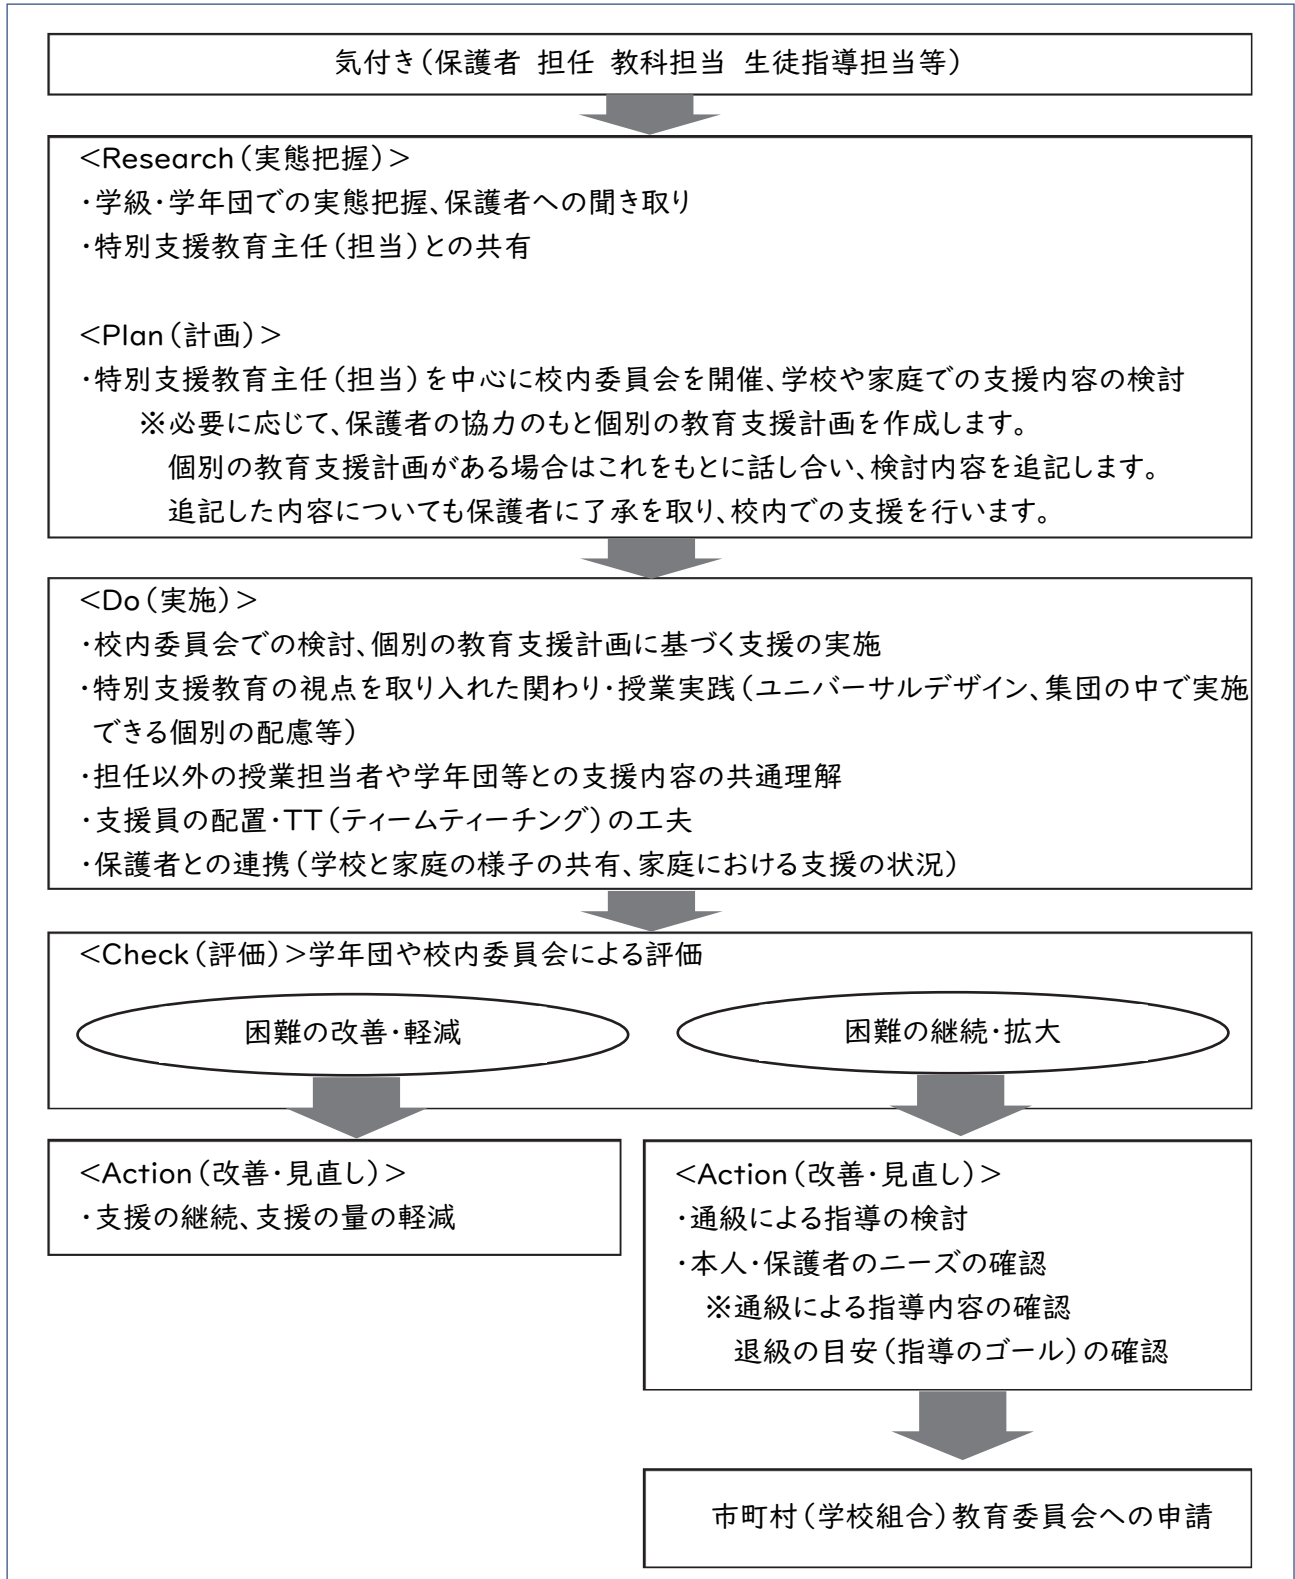 気付き(保護者 担任 教科担当 生徒指導担当等)
<Research(実態把握)>
・学級・学年団での実態把握、保護者への聞き取り
・特別支援教育主任(担当)との共有
<Plan(計画)>
・特別支援教育主任(担当)を中心に校内委員会を開催、学校や家庭での支援内容の検討
※必要に応じて、保護者の協力のもと個別の教育支援計画を作成します。
個別の教育支援計画がある場合はこれをもとに話し合い、検討内容を追記します。
追記した内容についても保護者に了承を取り、校内での支援を行います。
<Do(実施)>
・校内委員会での検討、個別の教育支援計画に基づく支援の実施
・特別支援教育の視点を取り入れた関わり・授業実践(ユニバーサルデザイン、集団の中で実施
できる個別の配慮等)
・担任以外の授業担当者や学年団等との支援内容の共通理解
・支援員の配置・TT(ティームティーチング)の工夫
・保護者との連携(学校と家庭の様子の共有、家庭における支援の状況)
<Check(評価)>学年団や校内委員会による評価
困難の改善・軽減
困難の継続・拡大
<Action(改善・見直し)>
・支援の継続、支援の量の軽減
<Action(改善・見直し)>
・通級による指導の検討
・本人・保護者のニーズの確認
※通級による指導内容の確認
退級の目安(指導のゴール)の確認
市町村(学校組合)教育委員会への申請